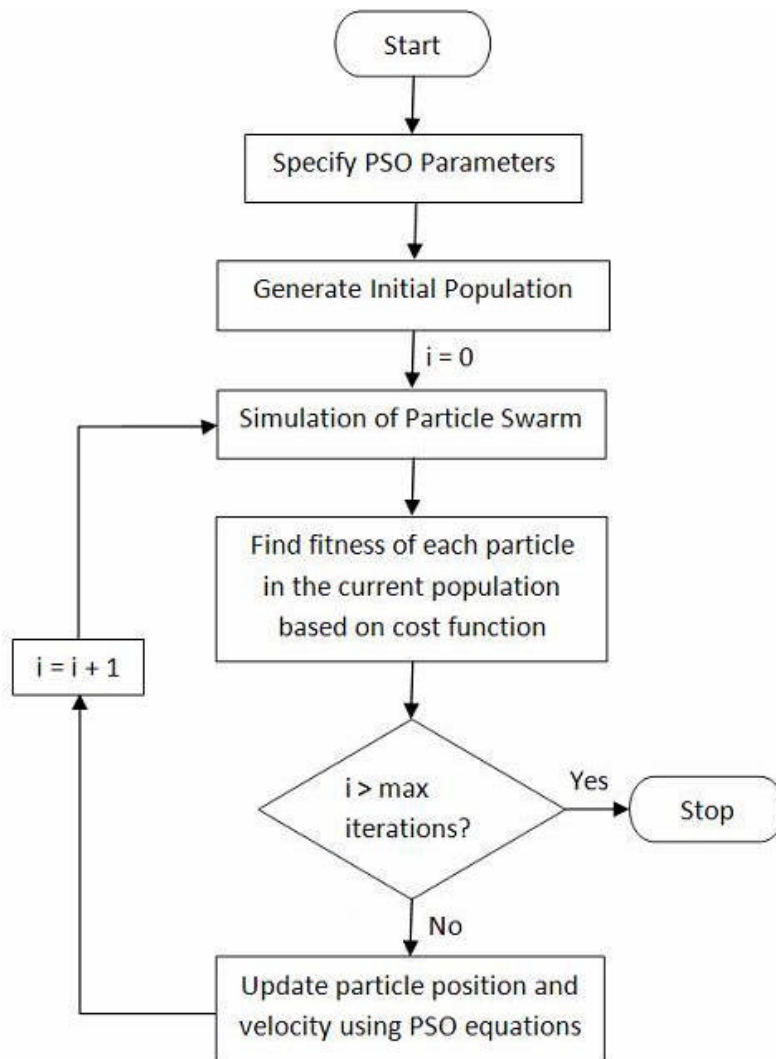 Start
Specify PSO Parameters
Generate Initial Population
i = 0
Simulation of Particle Swarm
Find fitness of each particle
in the current population
based on cost function
i = i + 1
i > max
iterations?
Yes
Stop
No
Update particle position and
velocity using PSO equations